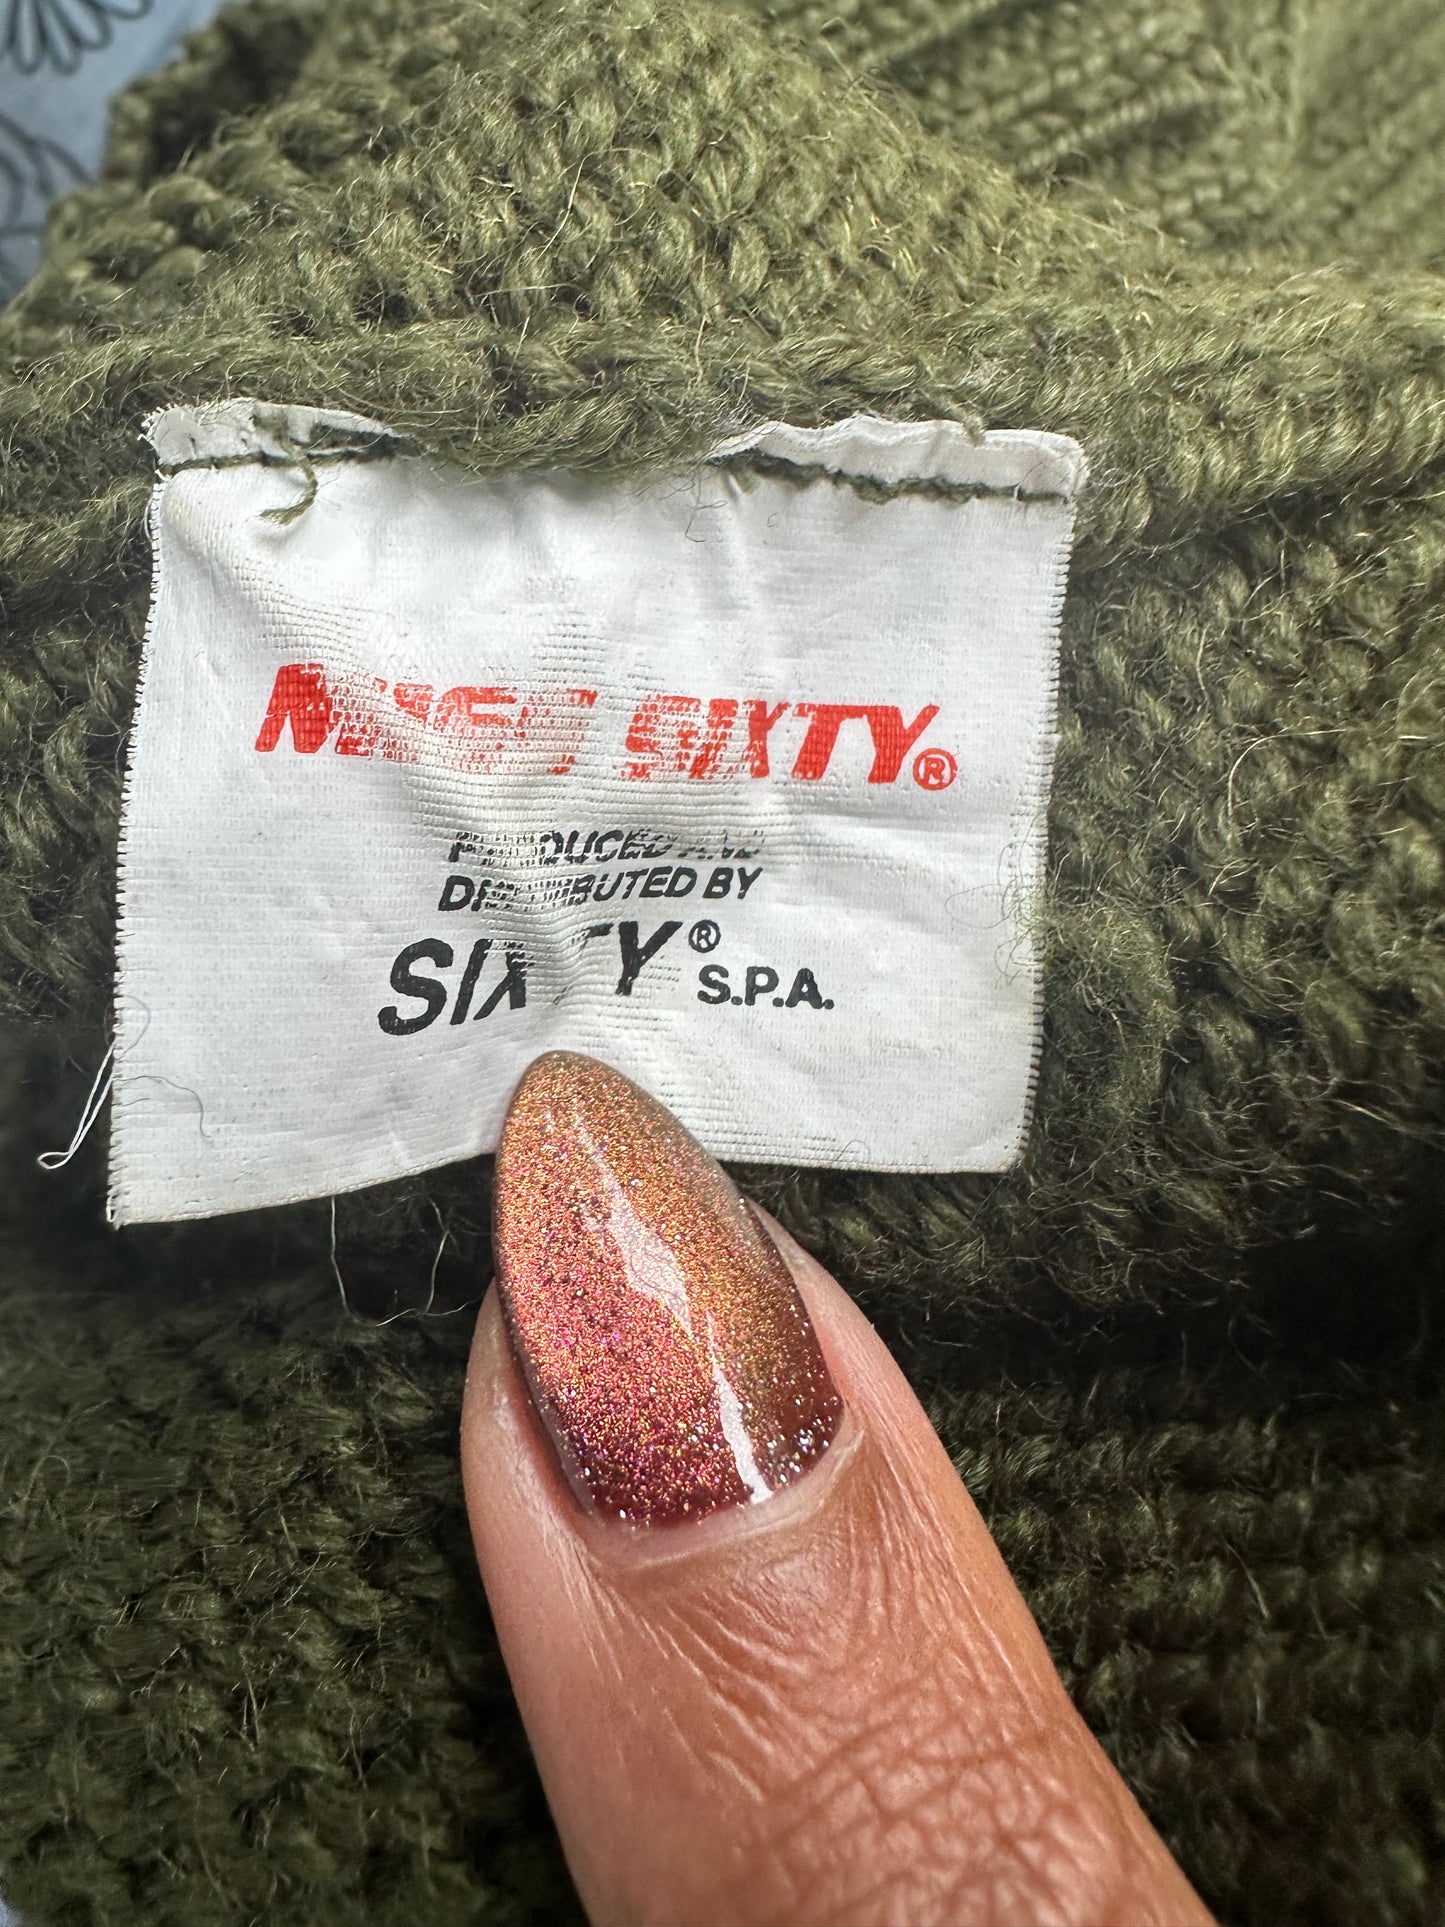 MISS SIXTY®
PRODUCED AND
DISTRIBUTED BY
SIXTY® S.P.A.